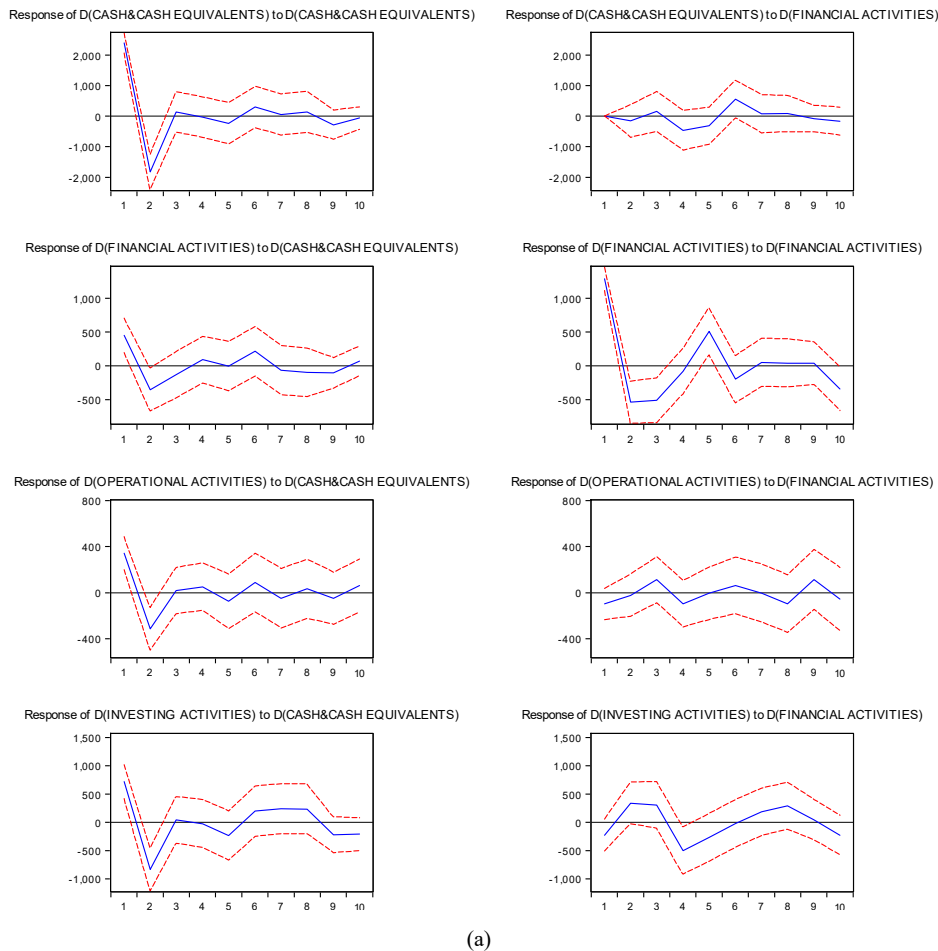 Response of D(CASH&CASH EQUIVALENTS) to D(CASH&CASH EQUIVALENTS)
2,000
1,000
0
-1,000
-2,000
1 2 3 4 5 6 7 8 9 10
Response of D(CASH&CASH EQUIVALENTS) to D(FINANCIAL ACTIVITIES)
2,000
1,000
0
-1,000
-2,000
1 2 3 4 5 6 7 8 9 10
Response of D(FINANCIAL ACTIVITIES) to D(CASH&CASH EQUIVALENTS)
1,000
500
0
-500
1 2 3 4 5 6 7 8 9 10
Response of D(FINANCIAL ACTIVITIES) to D(FINANCIAL ACTIVITIES)
1,000
500
0
-500
1 2 3 4 5 6 7 8 9 10
Response of D(OPERATIONAL ACTIVITIES) to D(CASH&CASH EQUIVALENTS)
800
400
0
-400
1 2 3 4 5 6 7 8 9 10
Response of D(OPERATIONAL ACTIVITIES) to D(FINANCIAL ACTIVITIES)
800
400
0
-400
1 2 3 4 5 6 7 8 9 10
Response of D(INVESTING ACTIVITIES) to D(CASH&CASH EQUIVALENTS)
1,500
1,000
500
0
-500
-1,000
1 2 3 4 5 6 7 8 9 10
Response of D(INVESTING ACTIVITIES) to D(FINANCIAL ACTIVITIES)
1,500
1,000
500
0
-500
-1,000
1 2 3 4 5 6 7 8 9 10
(a)